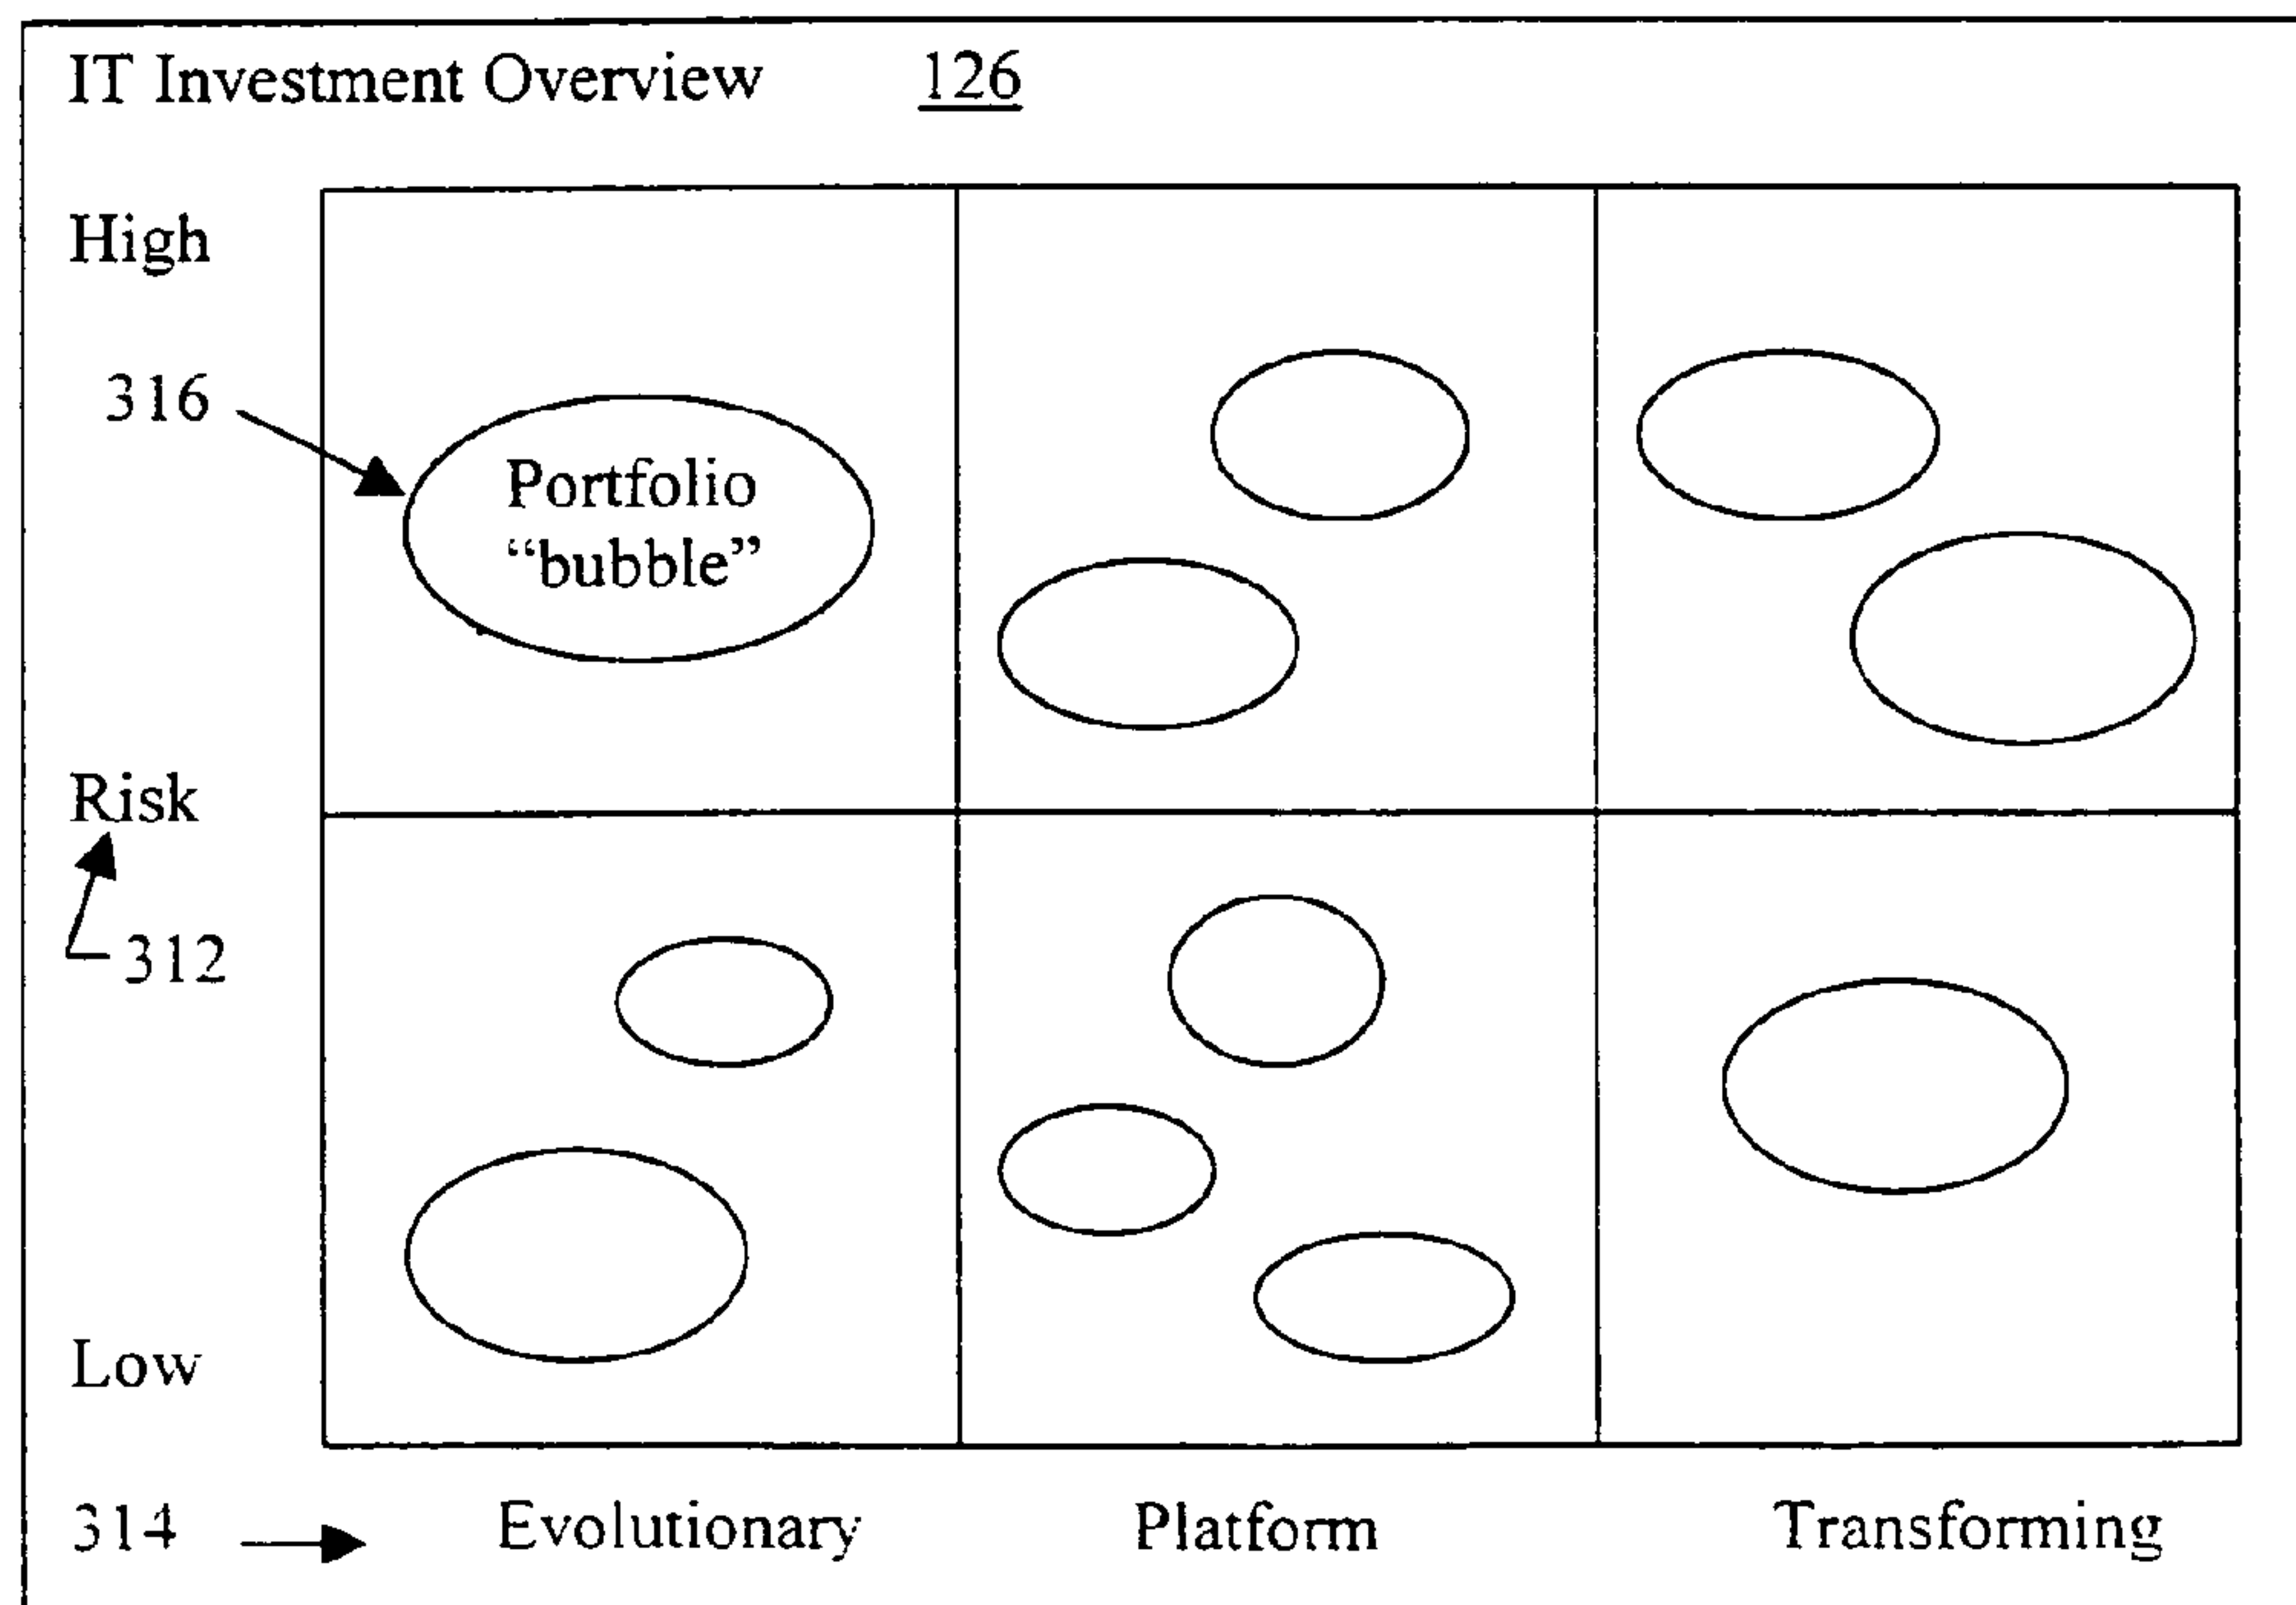 IT Investment Overview 126
High
316
Portfolio
“bubble”
Risk
312
Low
314 Evolutionary Platform Transforming